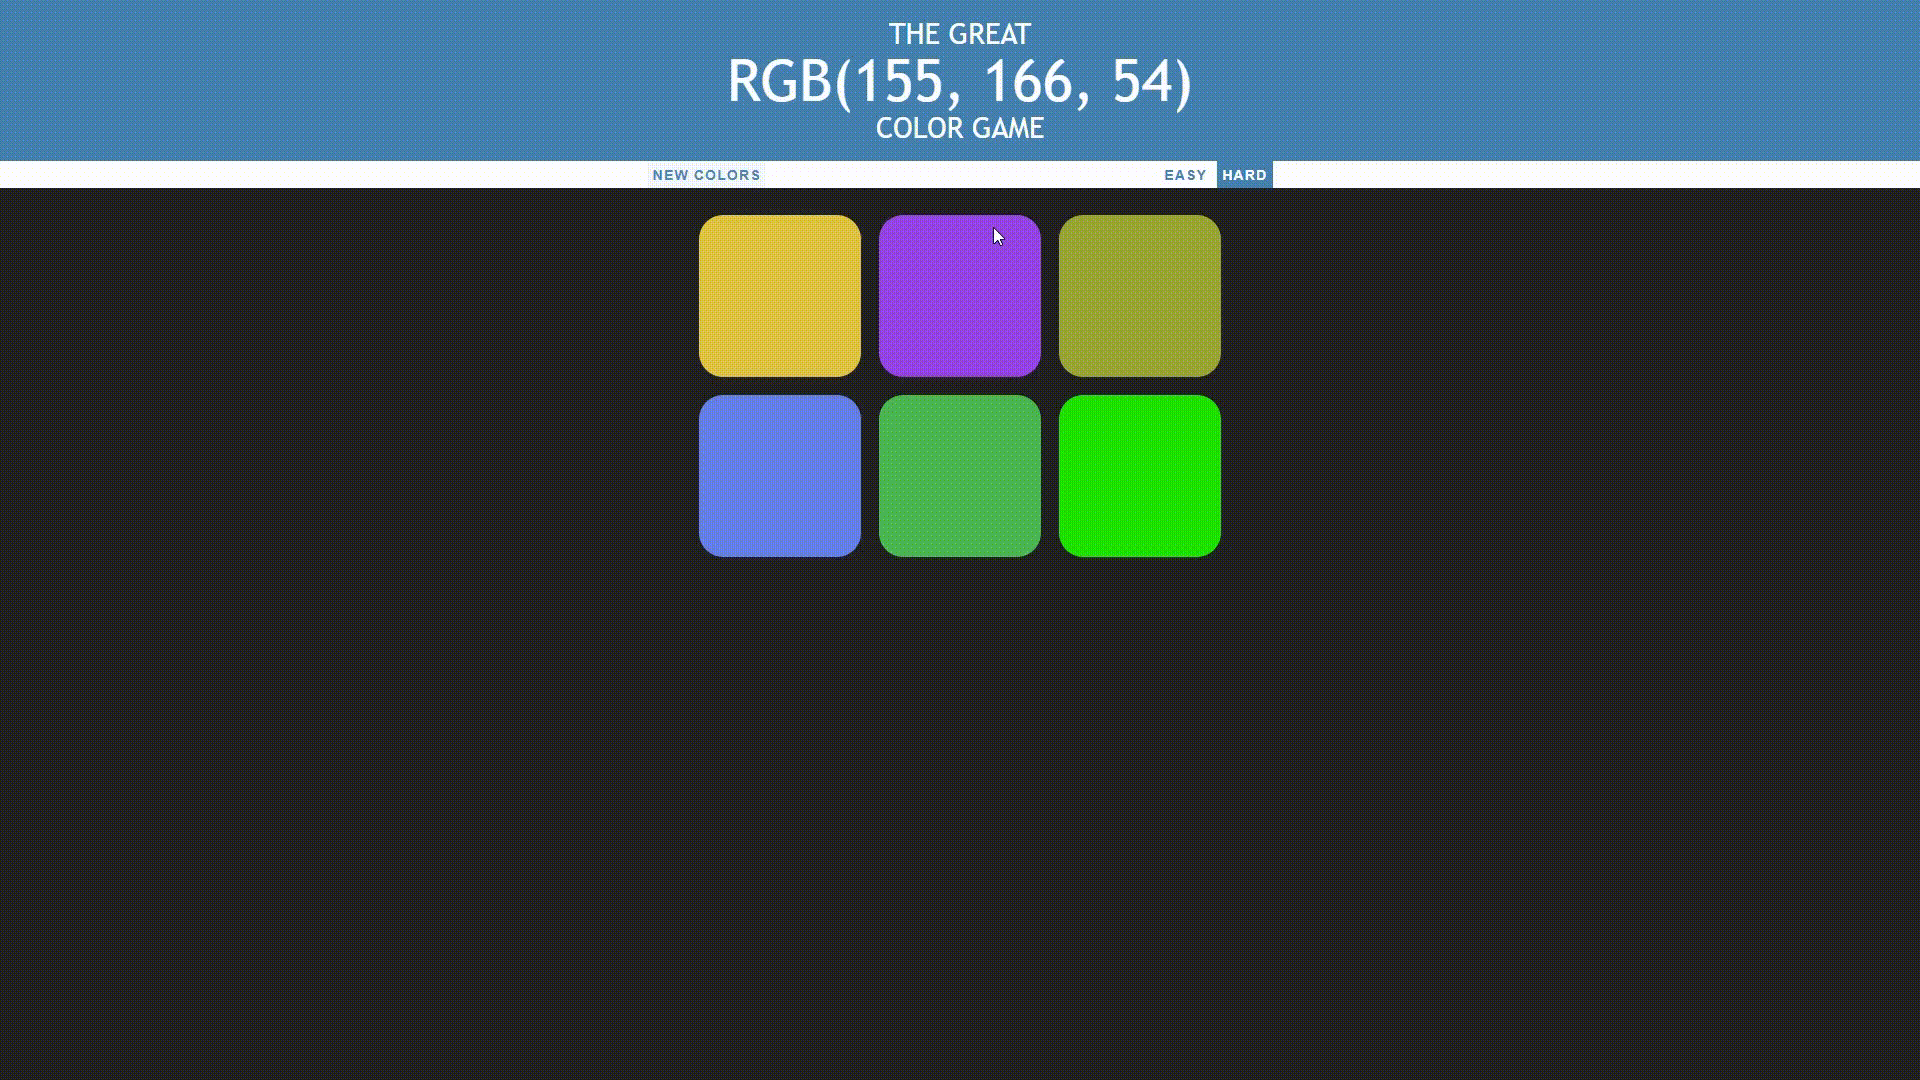 THE GREAT
RGB(155, 166, 54)
COLOR GAME
NEW COLORS EASY HARD